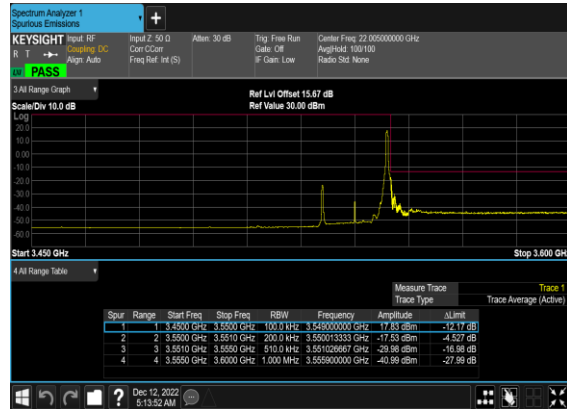 Spectrum Analyzer 1
Spurious Emissions
+
KEYSIGHT Input: RF Input Z: 50 Ω Atten: 30 dB Trig: Free Run Center Freq: 22.005000000 GHz
R T Coupling: DC Corr CCorr Gate: Off Avg|Hold: 100/100
Align: Auto Freq Ref: Int (S) IF Gain: Low Radio Std: None
PASS
3 All Range Graph
Ref Lvl Offset 15.67 dB
Scale/Div 10.0 dB Ref Value 30.00 dBm
Log
20.0
10.0
0.00
-10.0
-20.0
-30.0
-40.0
-50.0
-60.0
Start 3.450 GHz Stop 3.600 GHz
4 All Range Table
Measure Trace Trace 1
Trace Type Trace Average (Active)
Spur Range Start Freq Stop Freq RBW Frequency Amplitude ΔLimit
1 1 3.4500 GHz 3.5500 GHz 100.0 kHz 3.549000000 GHz 17.83 dBm -12.17 dB
2 2 3.5500 GHz 3.5510 GHz 200.0 kHz 3.550013333 GHz -17.53 dBm -4.527 dB
3 3 3.5510 GHz 3.5550 GHz 510.0 kHz 3.551026667 GHz -29.98 dBm -16.98 dB
4 4 3.5550 GHz 3.6000 GHz 1.000 MHz 3.555900000 GHz -40.99 dBm -27.99 dB
? Dec 12, 2022
5:13:52 AM